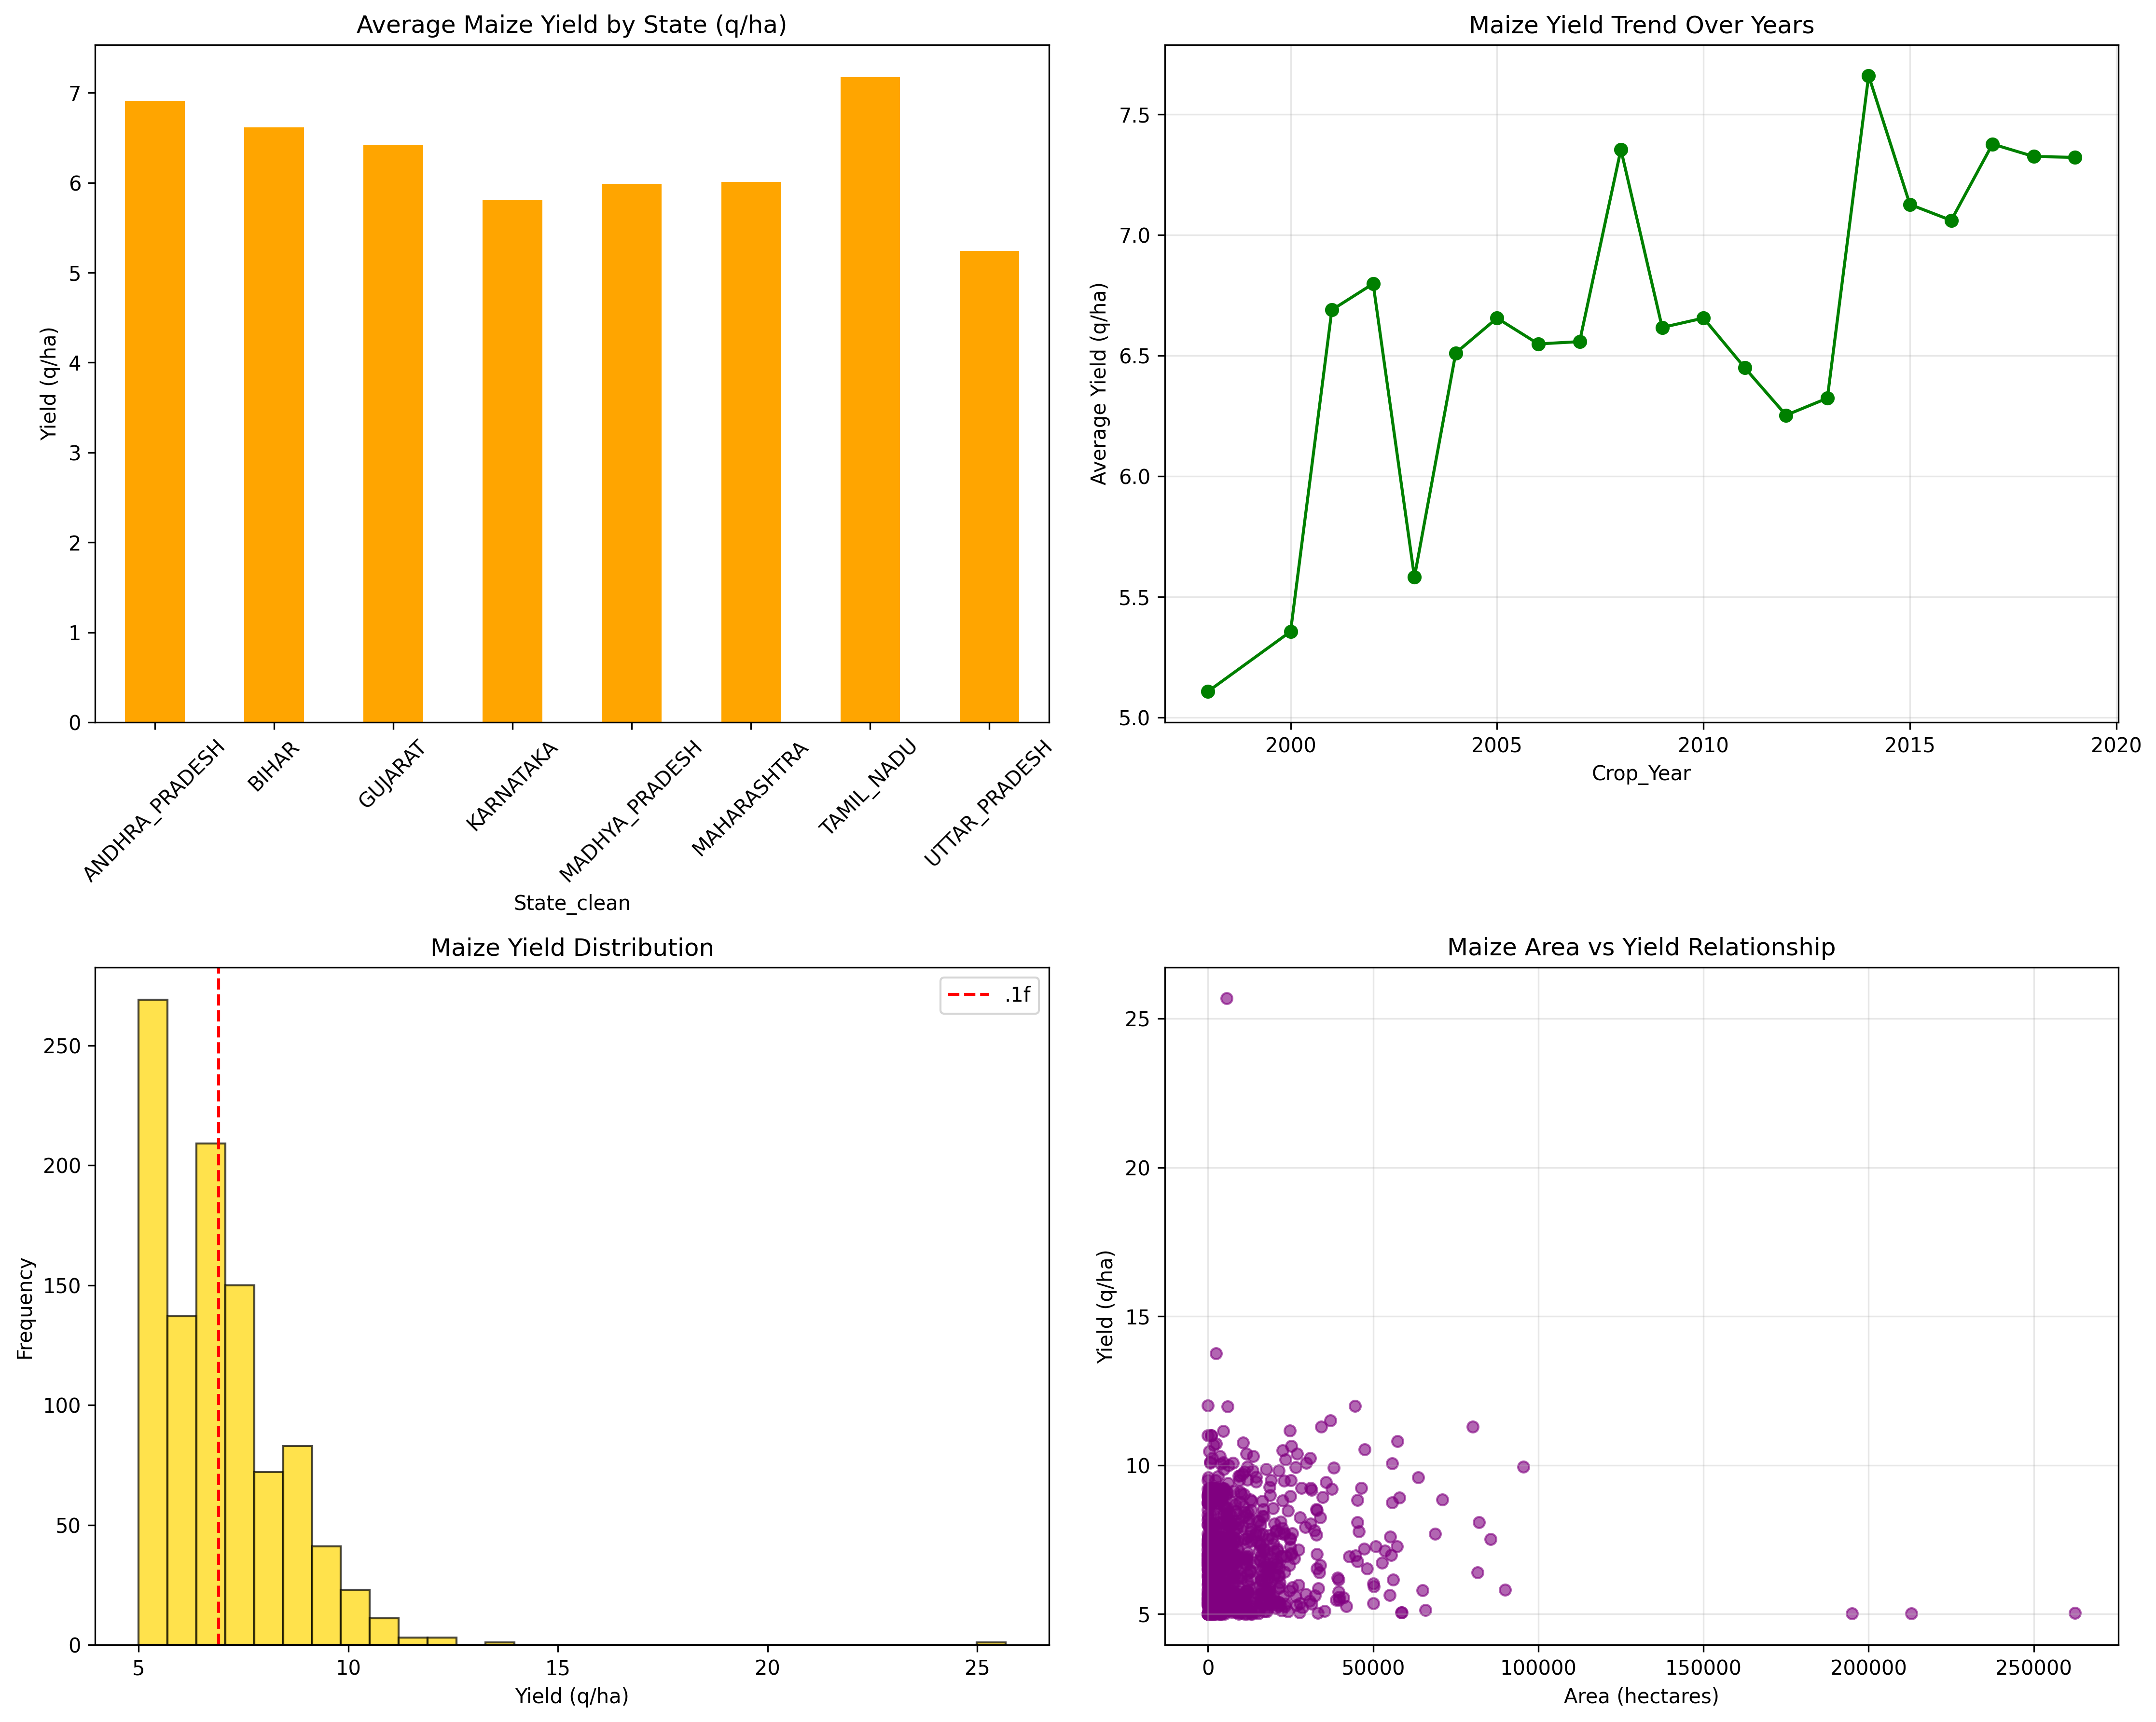 Average Maize Yield by State (q/ha)
Yield (q/ha)
7
6
5
4
3
2
1
0
ANDHRA_PRADESH
BIHAR
GUJARAT
KARNATAKA
MADHYA_PRADESH
MAHARASHTRA
TAMIL_NADU
UTTAR_PRADESH
State_clean
Maize Yield Trend Over Years
Average Yield (q/ha)
7.5
7.0
6.5
6.0
5.5
5.0
2000 2005 2010 2015 2020
Crop_Year
Maize Yield Distribution
.1f
Frequency
250
200
150
100
50
0
5 10 15 20 25
Yield (q/ha)
Maize Area vs Yield Relationship
Yield (q/ha)
25
20
15
10
5
0 50000 100000 150000 200000 250000
Area (hectares)